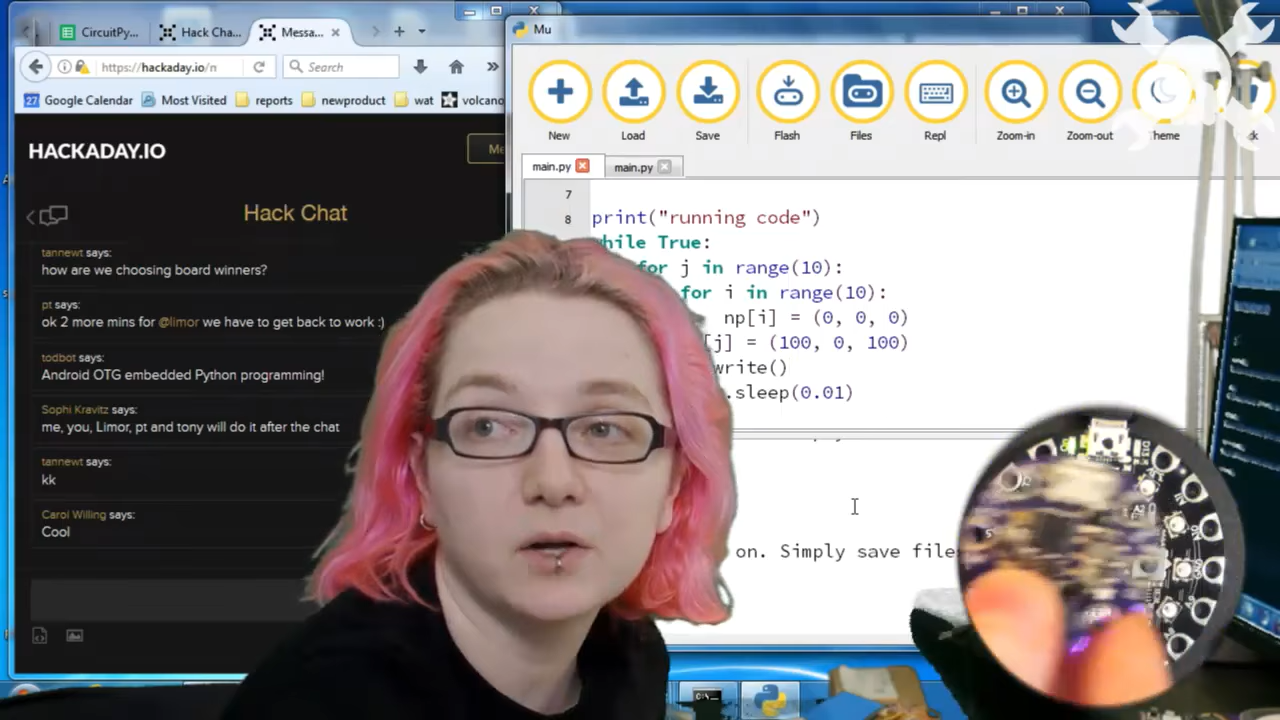 CircuitPy...
Hack Cha...
Messa...
https://hackaday.io/n
Search
Google Calendar
Most Visited
reports
newproduct
wat
volcano
HACKADAY.IO
Me
Hack Chat
tannewt says:
how are we choosing board winners?
pt says:
ok 2 more mins for @limor we have to get back to work :)
todbot says:
Android OTG embedded Python programming!
Sophi Kravitz says:
me, you, Limor, pt and tony will do it after the chat
tannewt says:
kk
Carol Willing says:
Cool
Mu
New
Load
Save
Flash
Files
Repl
Zoom-in
Zoom-out
Theme
main.py
main.py
7
8
print("running code")
hile True:
for j in range(10):
for i in range(10):
np[i] = (0, 0, 0)
[j] = (100, 0, 100)
write()
.sleep(0.01)
on. Simply save file
D13
A2